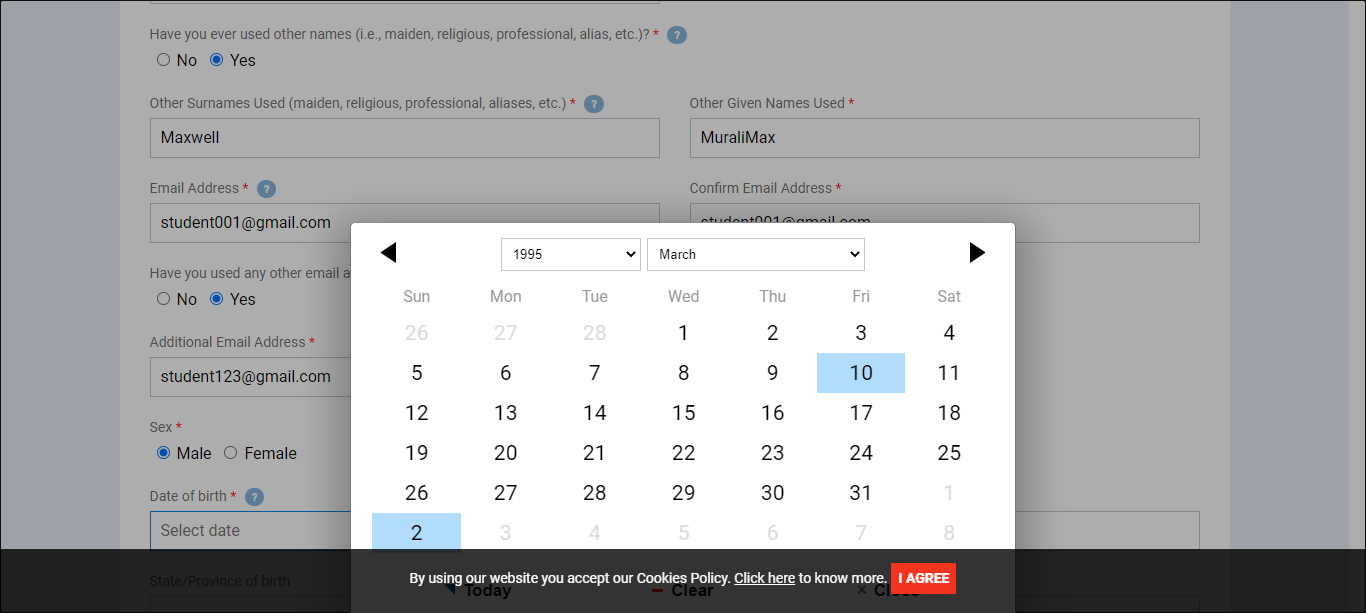 Have you ever used other names (i.e., maiden, religious, professional, alias, etc.)? * ?
No Yes
Other Surnames Used (maiden, religious, professional, aliases, etc.) * ? Other Given Names Used *
Maxwell MuraliMax
Email Address * ? Confirm Email Address *
student001@gmail.com student001@gmail.com
1995 March
Have you used any other email a
Sun Mon Tue Wed Thu Fri Sat
No Yes
26 27 28 1 2 3 4
Additional Email Address *
5 6 7 8 9 10 11
student123@gmail.com
12 13 14 15 16 17 18
Sex *
19 20 21 22 23 24 25
Male Female
26 27 28 29 30 31 1
Date of birth * ?
Select date
2 3 4 5 6 7 8
State/Province of birth
By using our website you accept our Cookies Policy. Click here to know more. I AGREE
Today Clear × Close